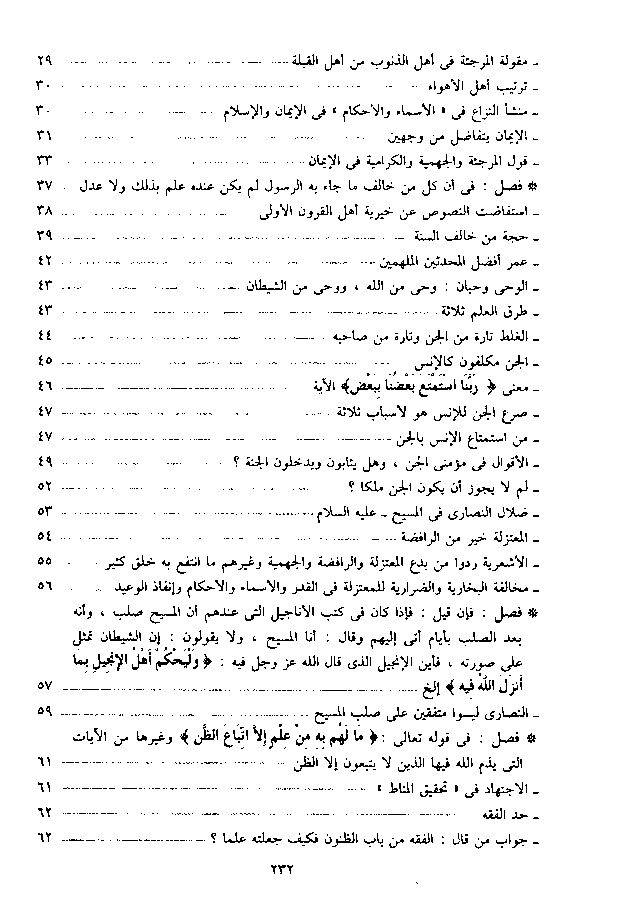 ـ مقولة المرجئة فى أهل الذنوب من أهل القبلة ٢٩
ـ ترتيب أهل الأهواء ٣٠
ـ منشأ النزاع فى « الأسماء والأحكام » فى الإيمان والإسلام ٣٠
ـ الإيمان يتفاضل من وجهين ٣١
ـ قول المرجئة والجهمية والكرامية فى الإيمان ٣٣
* فصل : فى أن كل من خالف ما جاء به الرسول لم يكن عنده علم بذلك ولا عدل ٣٧
ـ استفاضت النصوص عن خيرية أهل القرون الأولى ٣٨
ـ حجة من خالف السنة ٣٩
ـ عمر أفضل المحدثين الملهمين ٤٢
ـ الوحى وحيان : وحى من الله ، ووحى من الشيطان ٤٣
ـ طرق العلم ثلاثة ٤٣
ـ الغلط تارة من الجن وتارة من صاحبه ٤٤
ـ الجن مكلفون كالإنس ٤٥
ـ معنى ﴿ رَبَّنَا اسْتَمْتَعَ بَعْضُنَا بِبَعْضٍ﴾ الآية ٤٦
ـ صرع الجن للإنس هو لأسباب ثلاثة ٤٧
ـ من استمتاع الإنس بالجن ٤٧
ـ الأقوال فى مؤمنى الجن ، وهل يثابون ويدخلون الجنة ؟ ٤٩
ـ لم لا يجوز أن يكون الجن ملكا ؟ ٥٢
ـ ضلال النصارى فى المسيح ـ عليه السلام ٥٣
ـ المعتزلة خير من الرافضة ٥٤
ـ الأشعرية ردوا من بدع المعتزلة والرافضة والجهمية وغيرهم ما انتفع به خلق كثير ٥٥
ـ مخالفة البخارية والضرارية للمعتزلة فى القدر والأسماء والأحكام وإنفاذ الوعيد ٥٦
* فصل : فإن قيل : فإذا كان فى كتب الأناجيل التى عندهم أن المسيح صلب ، وأنه
بعد الصلب بأيام أتى إليهم وقال : أنا المسيح ، ولا يقولون : إن الشيطان تمثل
على صورته ، فأين الإنجيل الذى قال الله عز وجل فيه : ﴿ وَلْيَحْكُمْ أَهْلُ الإِنجِيلِ بِمَا
أَنزَلَ اللَّهُ فِيهِ ﴾ إلخ ٥٧
ـ النصارى ليسوا متفقين على صلب المسيح ٥٩
* فصل : فى قوله تعالى :﴿ مَا لَهُم بِهِ مِنْ عِلْمٍ إِلاَّ اتِّبَاعَ الظَّنِّ ﴾ وغيرها من الآيات
التى يذم الله فيها الذين لا يتبعون إلا الظن ٦١
ـ الاجتهاد فى « تحقيق المناط » ٦١
ـ حد الفقه ٦٢
ـ جواب من قال : الفقه من باب الظنون فكيف جعلته علما ؟ ٦٢
٢٣٢